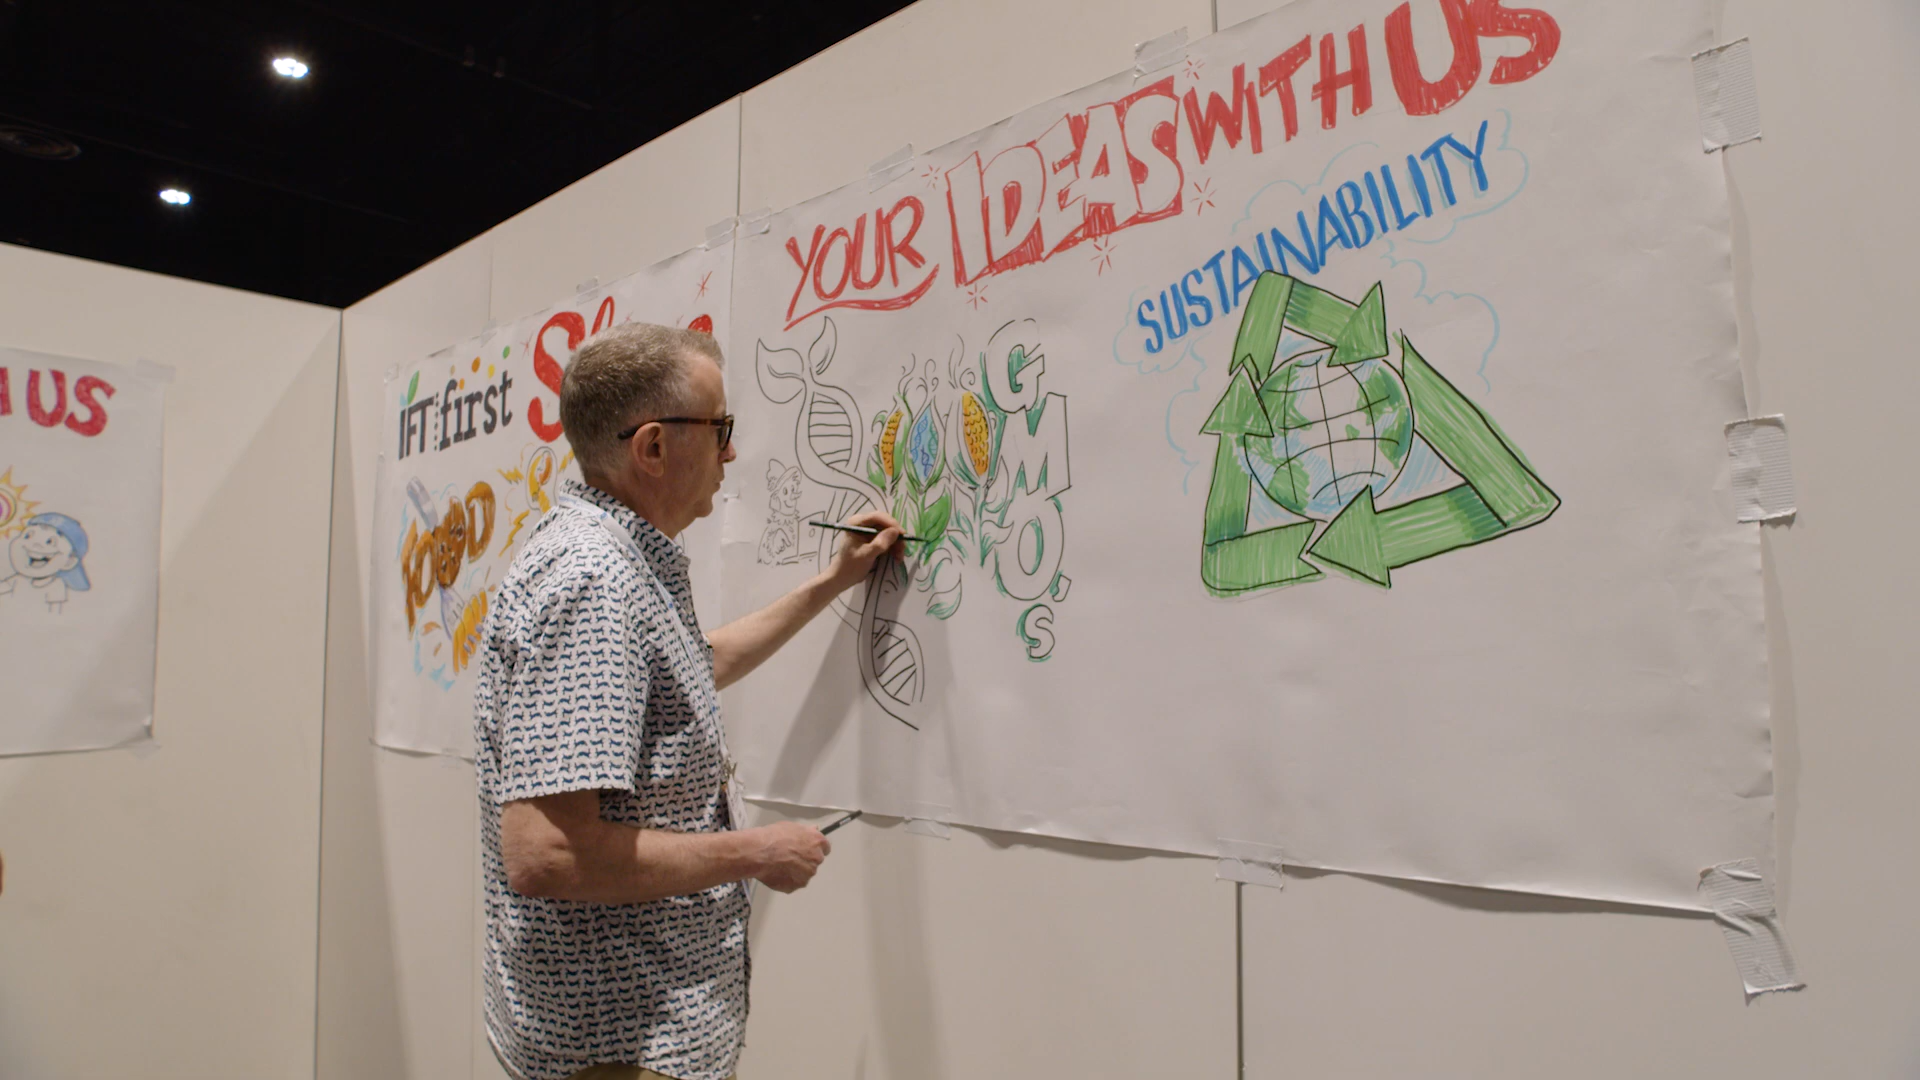 YOUR IDEAS WITH US
SUSTAINABILITY
GMO'S
IFT first
FOOD
US